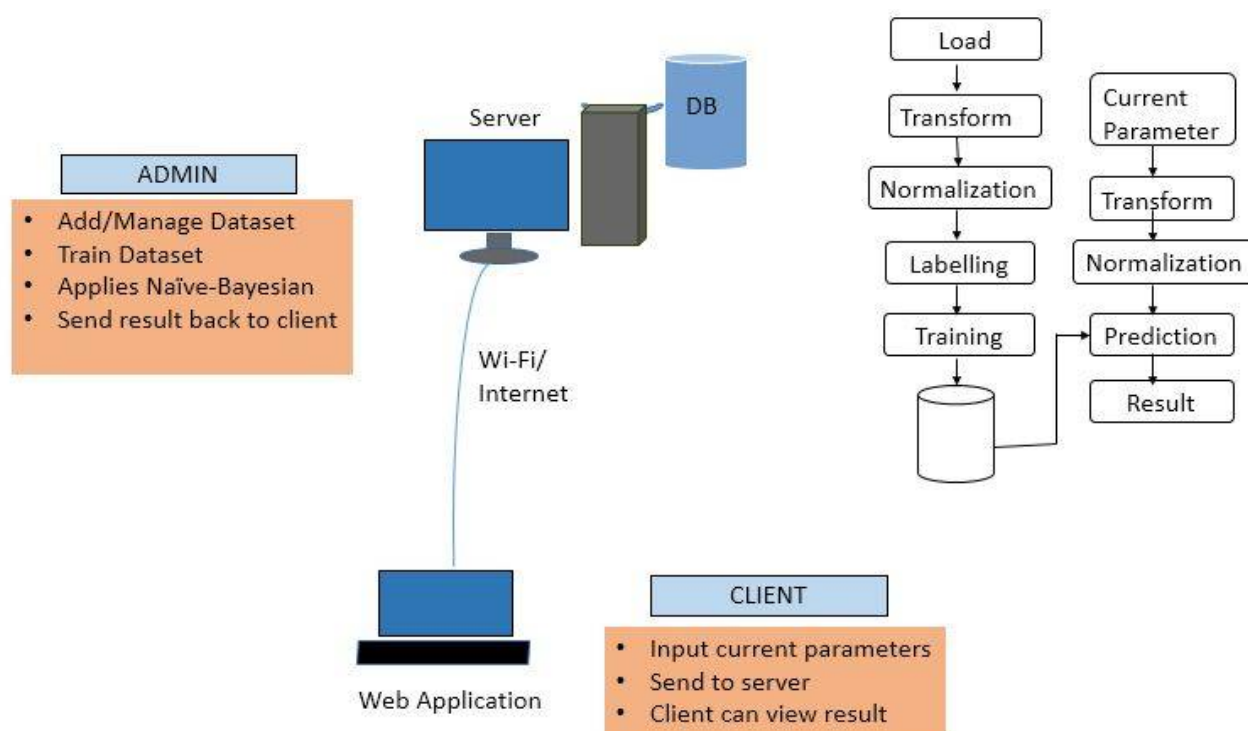 Server
DB
ADMIN
• Add/Manage Dataset
• Train Dataset
• Applies Naïve-Bayesian
• Send result back to client
Wi-Fi/
Internet
Web Application
CLIENT
• Input current parameters
• Send to server
• Client can view result
Load
Transform
Normalization
Labelling
Training
Current
Parameter
Transform
Normalization
Prediction
Result